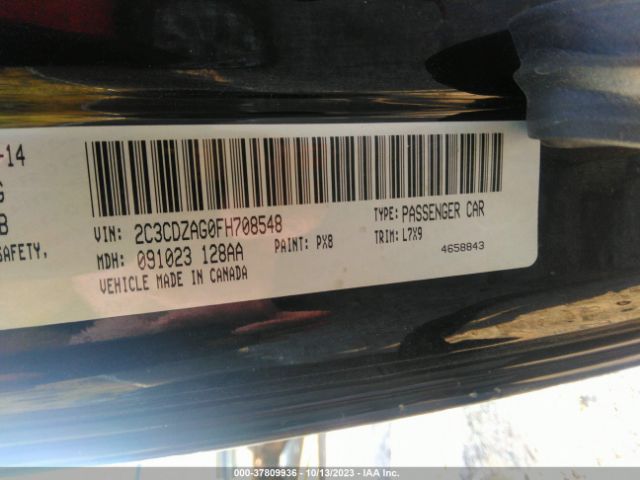 -14
G
B
SAFETY,
VIN: 2C3CDZAG0FH708548
TYPE: PASSENGER CAR
MDH: 091023 128AA
PAINT: PX8
TRIM: L7X9
VEHICLE MADE IN CANADA
4658843
000-37809936 - 10/13/2023 - IAA Inc.